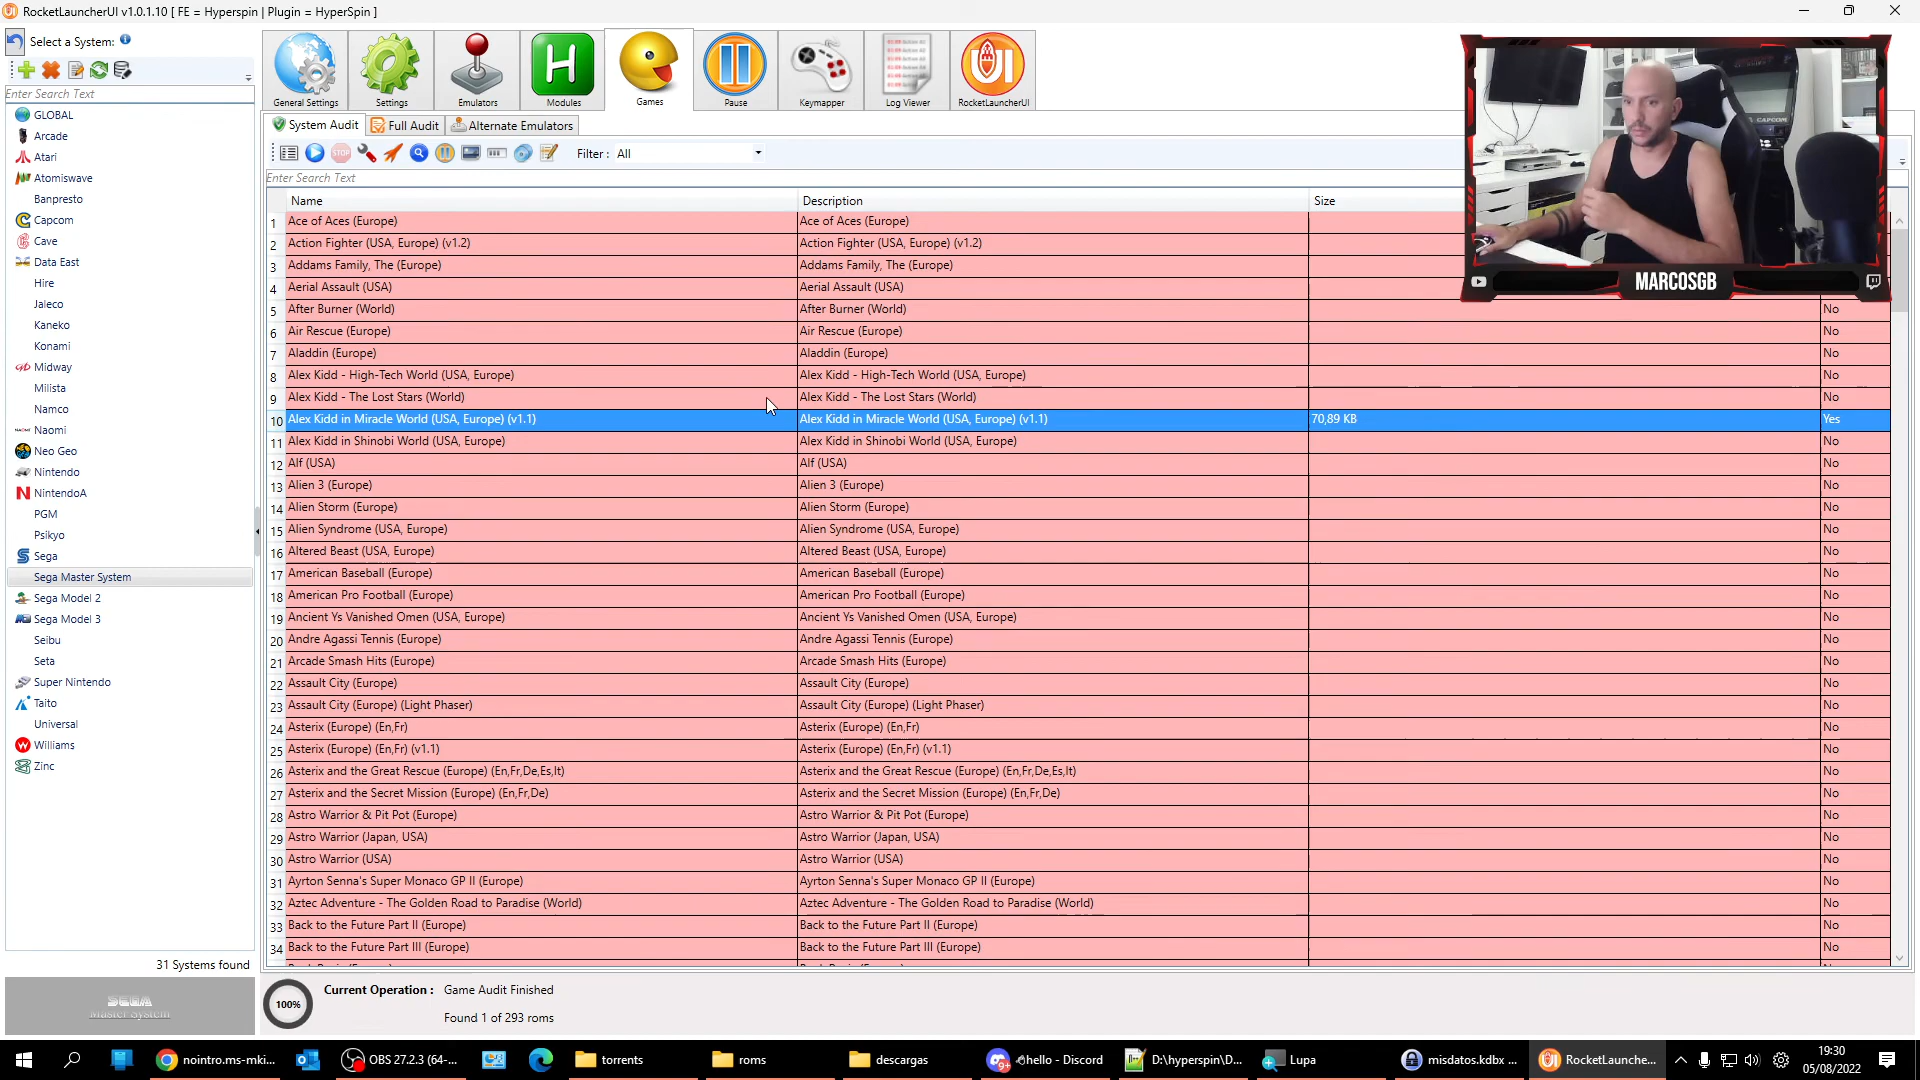 RocketLauncherUI v1.0.1.10 [ FE = Hyperspin | Plugin = HyperSpin ]
Select a System:
Enter Search Text
GLOBAL
Arcade
Atari
Atomiswave
Banpresto
Capcom
Cave
Data East
Hire
Jaleco
Kaneko
Konami
Midway
Milista
Namco
Naomi
Neo Geo
Nintendo
NintendoA
PGM
Psikyo
Sega
Sega Master System
Sega Model 2
Sega Model 3
Seibu
Seta
Super Nintendo
Taito
Universal
Williams
Zinc
31 Systems found
SEGA
Master System
General Settings
Settings
Emulators
Modules
Games
Pause
Keymapper
Log Viewer
RocketLauncherUI
System Audit
Full Audit
Alternate Emulators
Filter : All
Enter Search Text
Name Description Size
1 Ace of Aces (Europe) Ace of Aces (Europe)
2 Action Fighter (USA, Europe) (v1.2) Action Fighter (USA, Europe) (v1.2)
3 Addams Family, The (Europe) Addams Family, The (Europe)
4 Aerial Assault (USA) Aerial Assault (USA)
5 After Burner (World) After Burner (World) No
6 Air Rescue (Europe) Air Rescue (Europe) No
7 Aladdin (Europe) Aladdin (Europe) No
8 Alex Kidd - High-Tech World (USA, Europe) Alex Kidd - High-Tech World (USA, Europe) No
9 Alex Kidd - The Lost Stars (World) Alex Kidd - The Lost Stars (World) No
10 Alex Kidd in Miracle World (USA, Europe) (v1.1) Alex Kidd in Miracle World (USA, Europe) (v1.1) 70,89 KB Yes
11 Alex Kidd in Shinobi World (USA, Europe) Alex Kidd in Shinobi World (USA, Europe) No
12 Alf (USA) Alf (USA) No
13 Alien 3 (Europe) Alien 3 (Europe) No
14 Alien Storm (Europe) Alien Storm (Europe) No
15 Alien Syndrome (USA, Europe) Alien Syndrome (USA, Europe) No
16 Altered Beast (USA, Europe) Altered Beast (USA, Europe) No
17 American Baseball (Europe) American Baseball (Europe) No
18 American Pro Football (Europe) American Pro Football (Europe) No
19 Ancient Ys Vanished Omen (USA, Europe) Ancient Ys Vanished Omen (USA, Europe) No
20 Andre Agassi Tennis (Europe) Andre Agassi Tennis (Europe) No
21 Arcade Smash Hits (Europe) Arcade Smash Hits (Europe) No
22 Assault City (Europe) Assault City (Europe) No
23 Assault City (Europe) (Light Phaser) Assault City (Europe) (Light Phaser) No
24 Asterix (Europe) (En,Fr) Asterix (Europe) (En,Fr) No
25 Asterix (Europe) (En,Fr) (v1.1) Asterix (Europe) (En,Fr) (v1.1) No
26 Asterix and the Great Rescue (Europe) (En,Fr,De,Es,It) Asterix and the Great Rescue (Europe) (En,Fr,De,Es,It) No
27 Asterix and the Secret Mission (Europe) (En,Fr,De) Asterix and the Secret Mission (Europe) (En,Fr,De) No
28 Astro Warrior & Pit Pot (Europe) Astro Warrior & Pit Pot (Europe) No
29 Astro Warrior (Japan, USA) Astro Warrior (Japan, USA) No
30 Astro Warrior (USA) Astro Warrior (USA) No
31 Ayrton Senna's Super Monaco GP II (Europe) Ayrton Senna's Super Monaco GP II (Europe) No
32 Aztec Adventure - The Golden Road to Paradise (World) Aztec Adventure - The Golden Road to Paradise (World) No
33 Back to the Future Part II (Europe) Back to the Future Part II (Europe) No
34 Back to the Future Part III (Europe) Back to the Future Part III (Europe) No
CAPCOM
MARCOSGB
100%
Current Operation : Game Audit Finished
Found 1 of 293 roms
nointro.ms-mki...
OBS 27.2.3 (64-...
torrents
roms
descargas
hello - Discord
D:\hyperspin\D...
Lupa
misdatos.kdbx ...
RocketLaunche...
19:30
05/08/2022